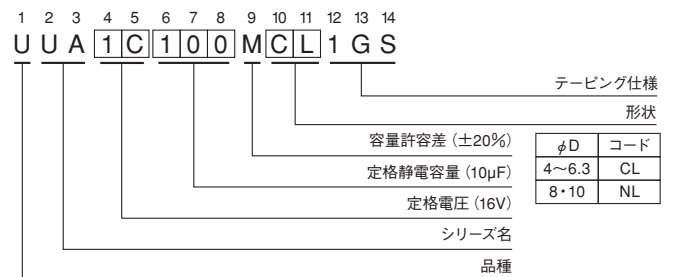 1 2 3 4 5 6 7 8 9 10 11 12 13 14
U U A 1 C 1 0 0 M C L 1 G S
テーピング仕様
形状
容量許容差（±20%）
定格静電容量（10µF）
定格電圧（16V）
シリーズ名
品種
φD コード
4～6.3 CL
8・10 NL